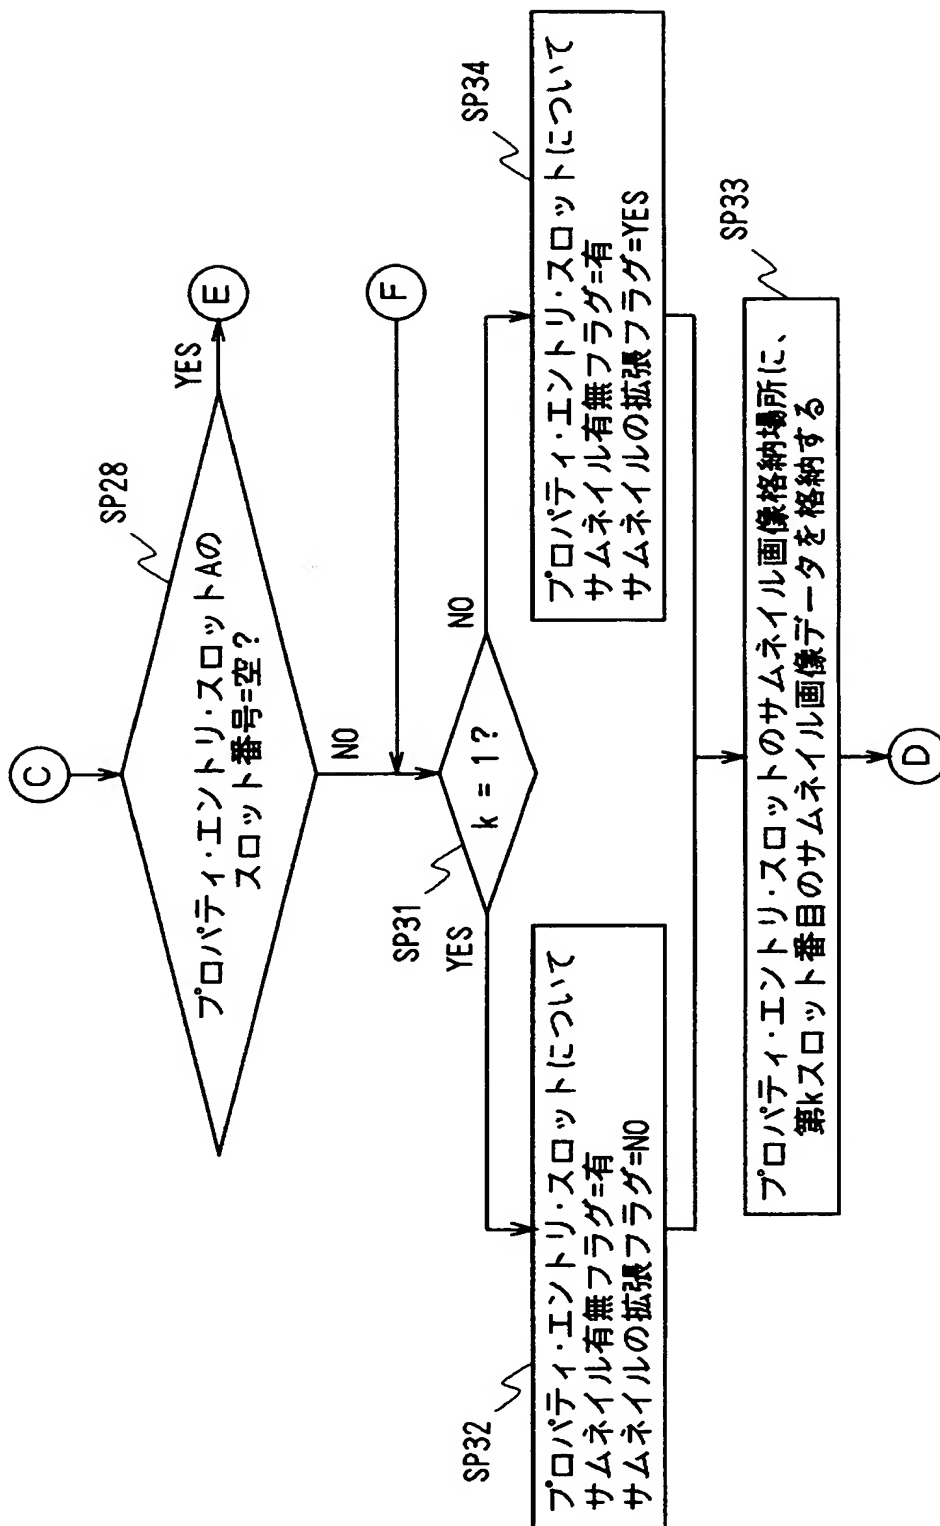 C
SP28
プロパティ・エントリ・スロットAの
スロット番号=空?
YES
E
NO
F
SP31
k = 1?
YES
NO
SP32
プロパティ・エントリ・スロットについて
サムネイル有無フラグ=有
サムネイルの拡張フラグ=NO
SP34
プロパティ・エントリ・スロットについて
サムネイル有無フラグ=有
サムネイルの拡張フラグ=YES
SP33
プロパティ・エントリ・スロットのサムネイル画像格納場所に、
第kスロット番目のサムネイル画像データを格納する
D